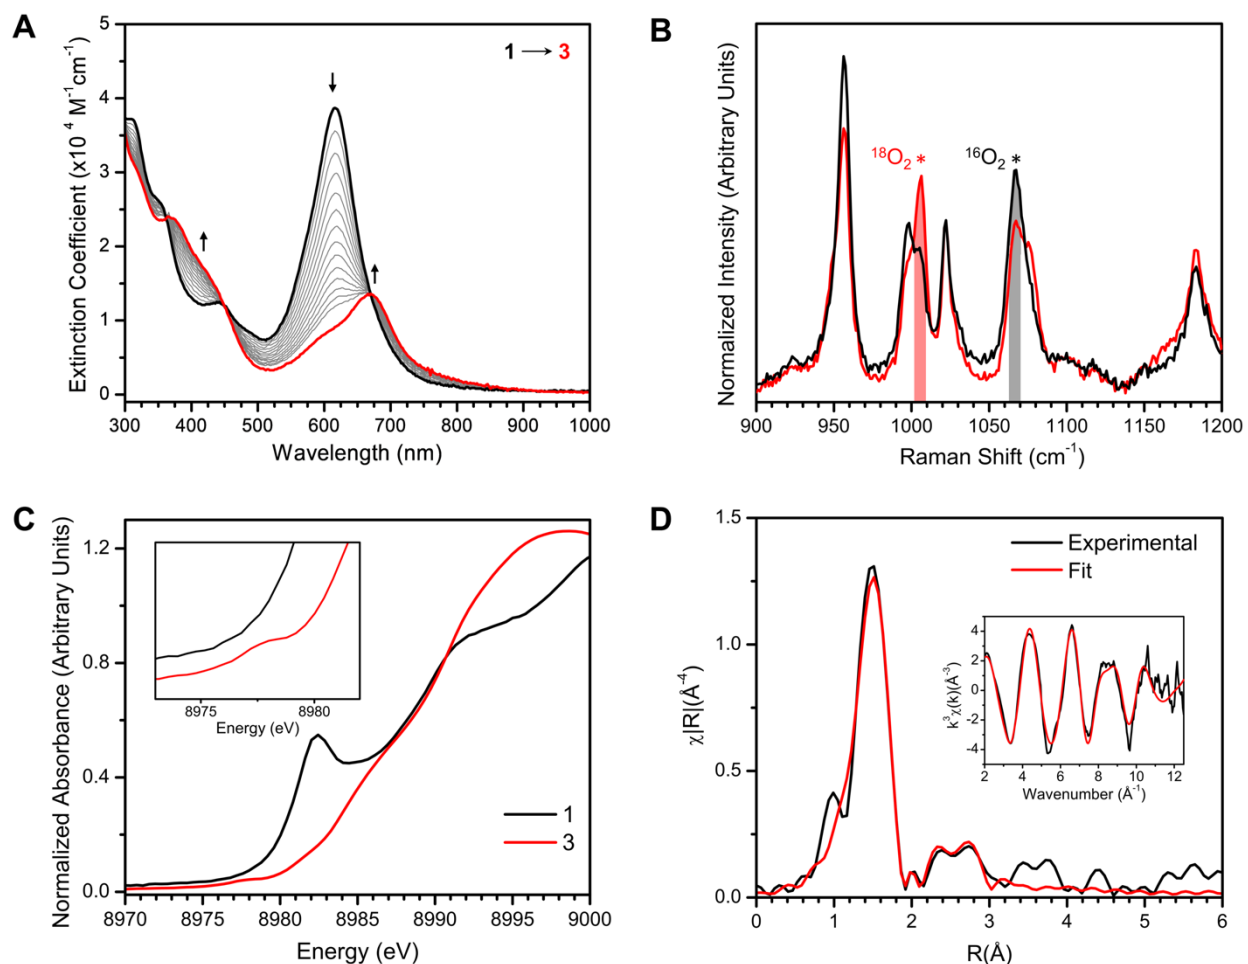 A
1 → 3
Extinction Coefficient (x10⁴ M⁻¹cm⁻¹)
5
4
3
2
1
0
300 400 500 600 700 800 900 1000
Wavelength (nm)
B
¹⁸O₂ *
¹⁶O₂ *
Normalized Intensity (Arbitrary Units)
900 950 1000 1050 1100 1150 1200
Raman Shift (cm⁻¹)
C
Normalized Absorbance (Arbitrary Units)
1.2
0.8
0.4
0.0
8975 8980
Energy (eV)
1
3
8970 8975 8980 8985 8990 8995 9000
Energy (eV)
D
Experimental
Fit
χ|R|(Å⁻⁴)
1.5
1.0
0.5
0.0
k³χ(k)(Å⁻³)
4
2
0
-2
-4
2 4 6 8 10 12
Wavenumber (Å⁻¹)
0 1 2 3 4 5 6
R(Å)